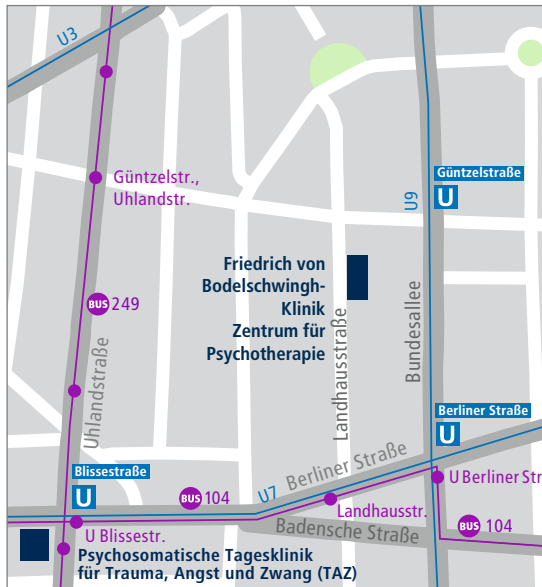 U3
Güntzelstr.,
Uhlandstr.
Güntzelstraße
U
U9
Friedrich von
Bodelschwingh-
Klinik
Zentrum für
Psychotherapie
BUS 249
Uhlandstraße
Landhausstraße
Bundesallee
Berliner Straße
U
Blissestraße
U
BUS 104
U7
Berliner Straße
U Berliner Str
Landhausstr.
BUS 104
U Blissestr.
Badensche Straße
Psychosomatische Tagesklinik
für Trauma, Angst und Zwang (TAZ)